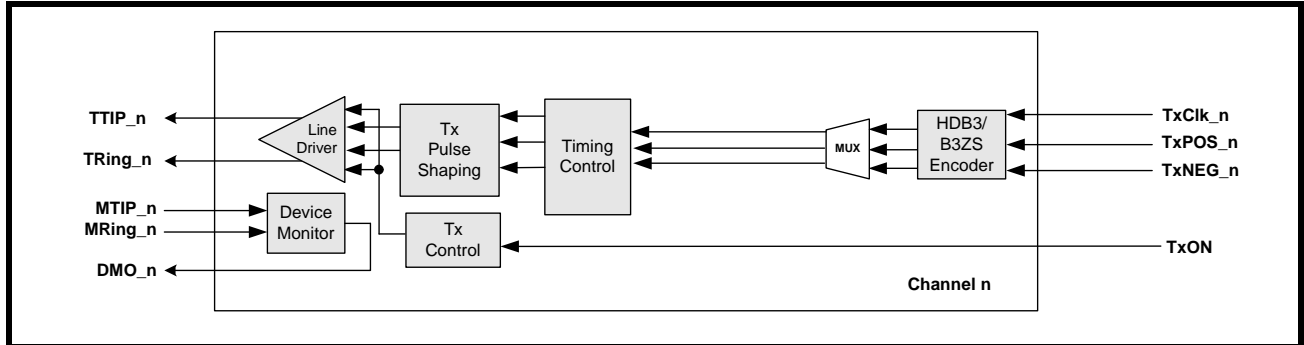 TTIP_n
TRing_n
MTIP_n
MRing_n
DMO_n
Line
Driver
Device
Monitor
Tx
Pulse
Shaping
Tx
Control
Timing
Control
MUX
HDB3/
B3ZS
Encoder
TxClk_n
TxPOS_n
TxNEG_n
TxON
Channel n